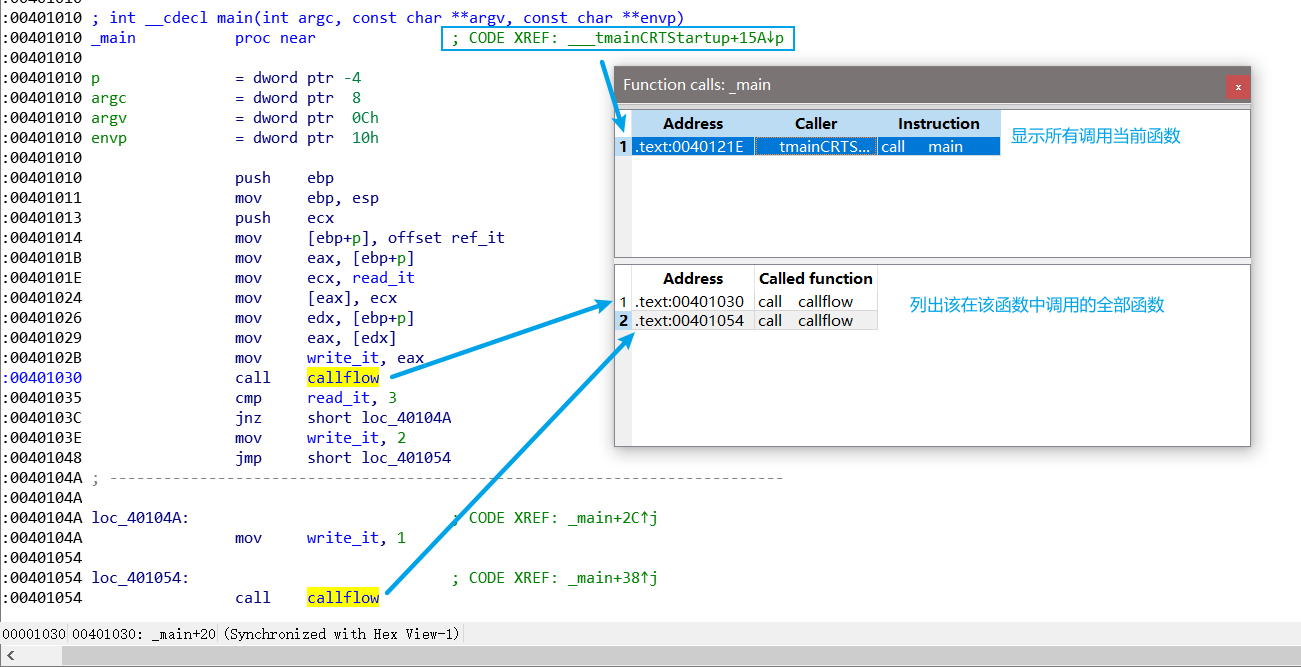 :00401010
:00401010 ; int __cdecl main(int argc, const char **argv, const char **envp)
:00401010 _main proc near ; CODE XREF: ___tmainCRTStartup+15A↓p
:00401010
:00401010 p = dword ptr -4
:00401010 argc = dword ptr 8
:00401010 argv = dword ptr 0Ch
:00401010 envp = dword ptr 10h
:00401010
:00401010 push ebp
:00401011 mov ebp, esp
:00401013 push ecx
:00401014 mov [ebp+p], offset ref_it
:0040101B mov eax, [ebp+p]
:0040101E mov ecx, read_it
:00401024 mov [eax], ecx
:00401026 mov edx, [ebp+p]
:00401029 mov eax, [edx]
:0040102B mov write_it, eax
:00401030 call callflow
:00401035 cmp read_it, 3
:0040103C jnz short loc_40104A
:0040103E mov write_it, 2
:00401048 jmp short loc_401054
:0040104A ; ---------------------------------------------------------------------------
:0040104A
:0040104A loc_40104A: ; CODE XREF: _main+2C↑j
:0040104A mov write_it, 1
:00401054
:00401054 loc_401054: ; CODE XREF: _main+38↑j
:00401054 call callflow
00001030 00401030: _main+20 (Synchronized with Hex View-1)
Function calls: _main
x
Address Caller Instruction
1 .text:0040121E tmainCRTS... call main
显示所有调用当前函数
Address Called function
1 .text:00401030 call callflow
2 .text:00401054 call callflow
列出该在该函数中调用的全部函数